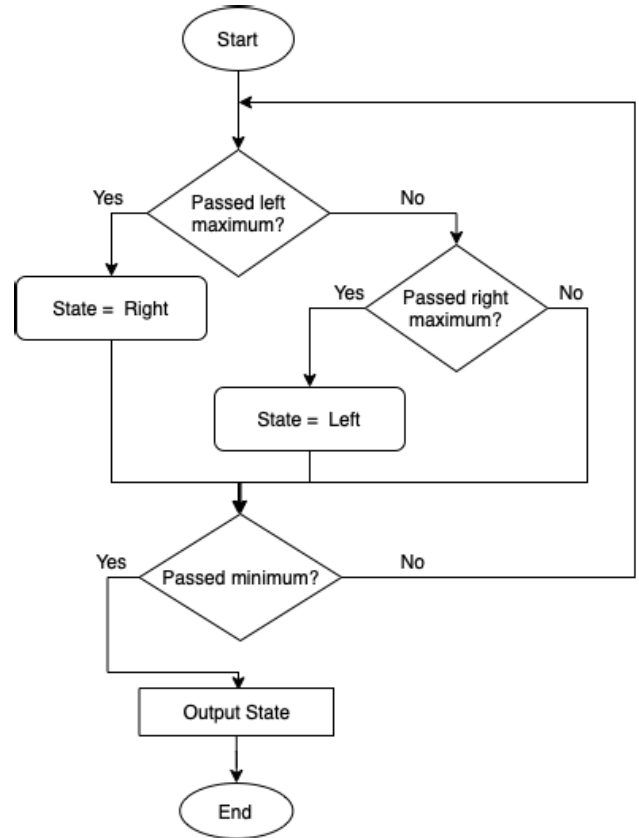 Start
Yes
Passed left
maximum?
No
State = Right
Yes
Passed right
maximum?
No
State = Left
Yes
Passed minimum?
No
Output State
End